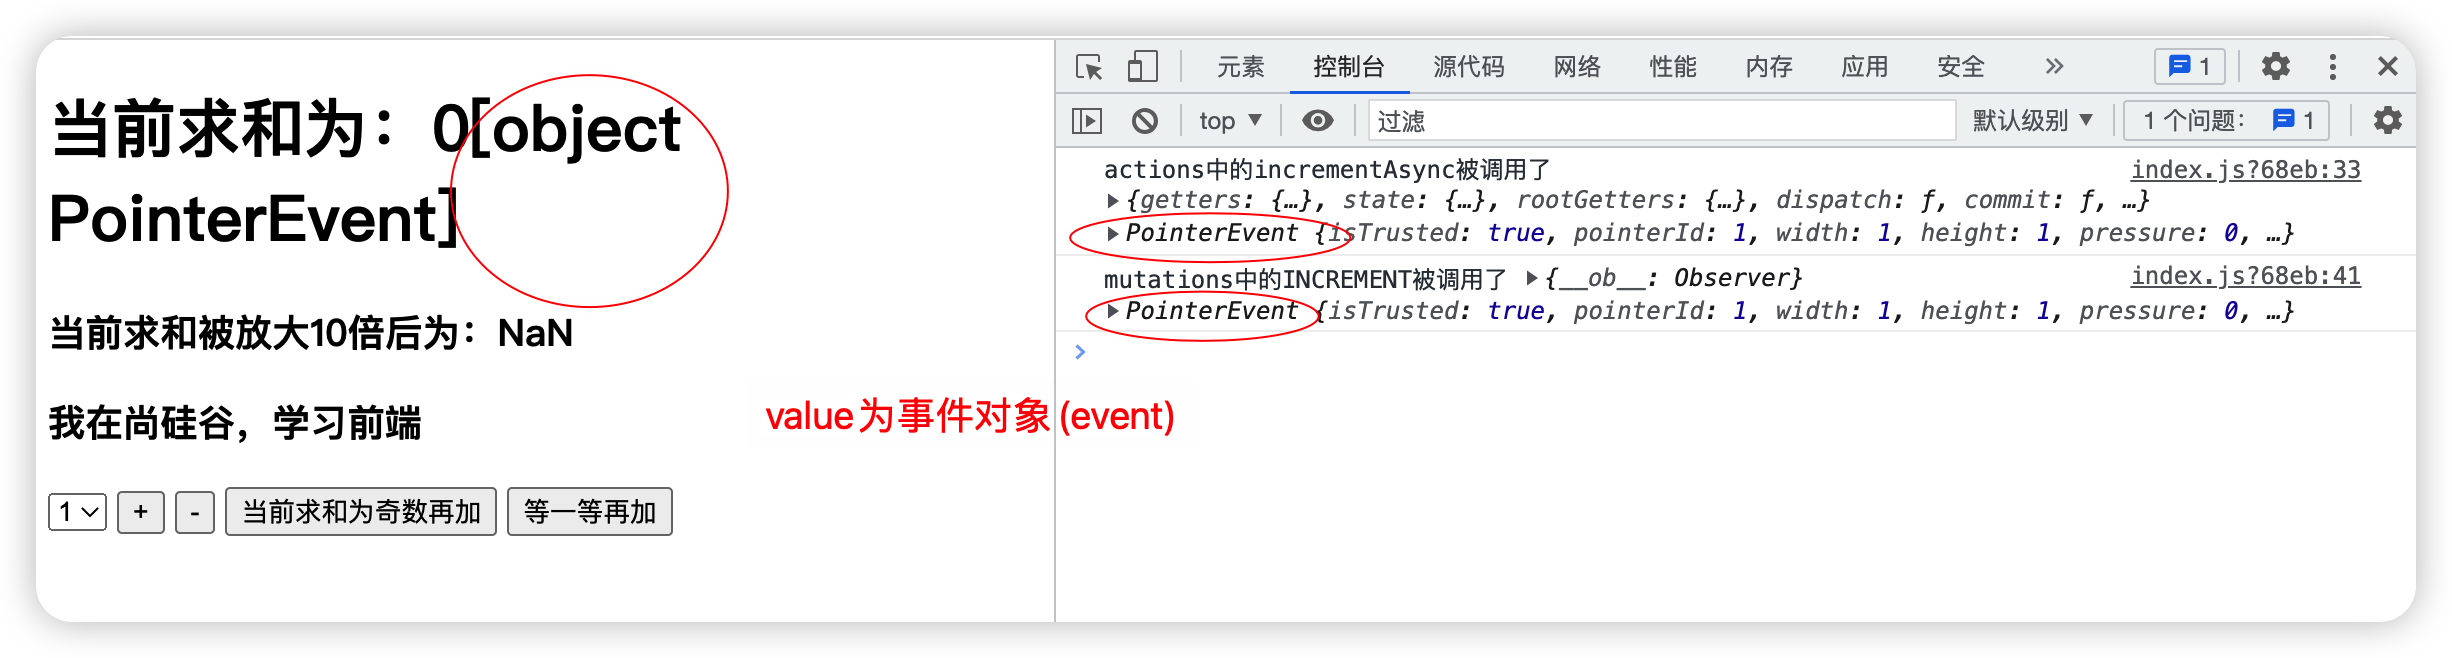 当前求和为：0[object
PointerEvent]
当前求和被放大10倍后为：NaN
我在尚硅谷，学习前端
1 + - 当前求和为奇数再加 等一等再加
value为事件对象(event)
元素 控制台 源代码 网络 性能 内存 应用 安全 » 1
top 过滤 默认级别 1 个问题： 1
actions中的incrementAsync被调用了 index.js?68eb:33
{getters: {…}, state: {…}, rootGetters: {…}, dispatch: ƒ, commit: ƒ, …}
PointerEvent {isTrusted: true, pointerId: 1, width: 1, height: 1, pressure: 0, …}
mutations中的INCREMENT被调用了 {__ob__: Observer} index.js?68eb:41
PointerEvent {isTrusted: true, pointerId: 1, width: 1, height: 1, pressure: 0, …}